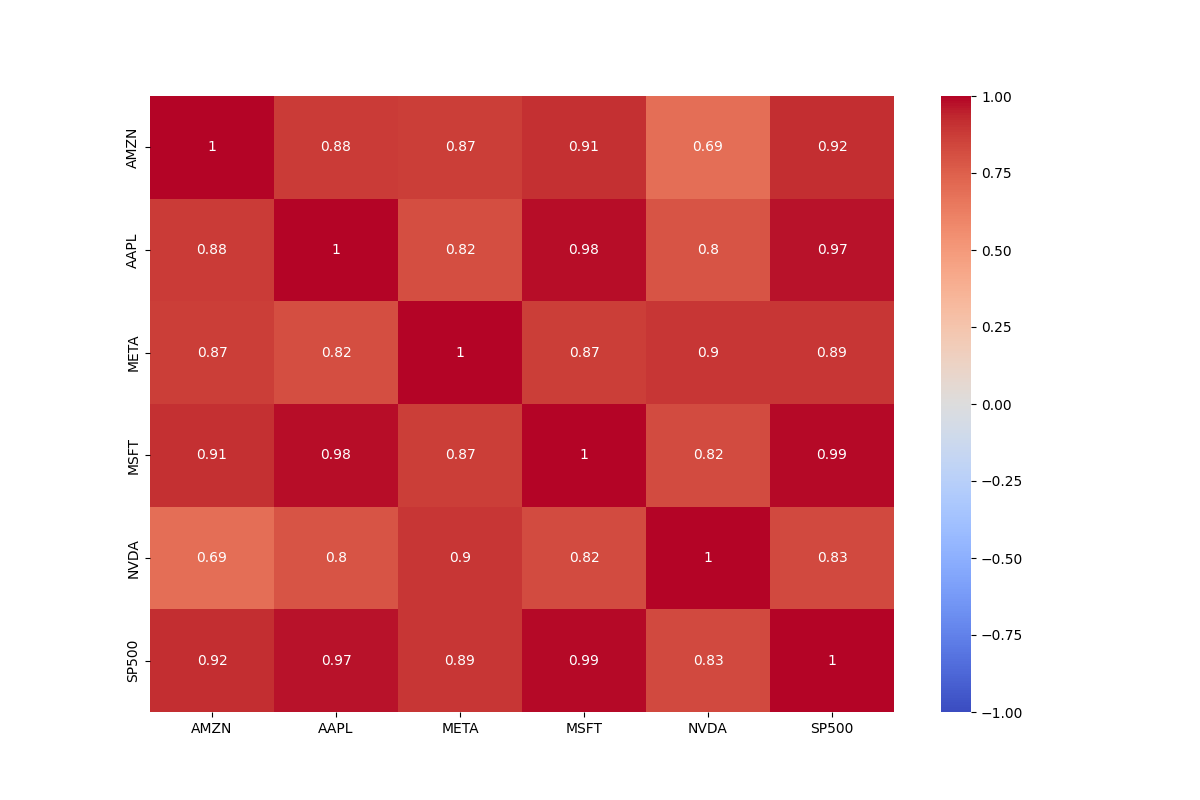 AMZN 1 0.88 0.87 0.91 0.69 0.92
AAPL 0.88 1 0.82 0.98 0.8 0.97
META 0.87 0.82 1 0.87 0.9 0.89
MSFT 0.91 0.98 0.87 1 0.82 0.99
NVDA 0.69 0.8 0.9 0.82 1 0.83
SP500 0.92 0.97 0.89 0.99 0.83 1
AMZN AAPL META MSFT NVDA SP500
1.00
0.75
0.50
0.25
0.00
−0.25
−0.50
−0.75
−1.00